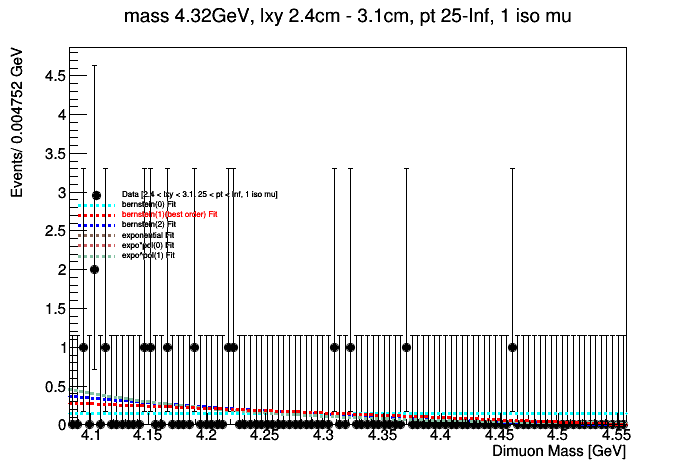 mass 4.32GeV, lxy 2.4cm - 3.1cm, pt 25-Inf, 1 iso mu
Events/ 0.004752 GeV
4.5
4
3.5
3
2.5
2
1.5
1
0.5
0
Data [2.4 < lxy < 3.1, 25 < pt < Inf, 1 iso mu]
bernstein(0) Fit
bernstein(1)(best order) Fit
bernstein(2) Fit
exponential Fit
expo*pol(0) Fit
expo*pol(1) Fit
4.1 4.15 4.2 4.25 4.3 4.35 4.4 4.45 4.5 4.55
Dimuon Mass [GeV]